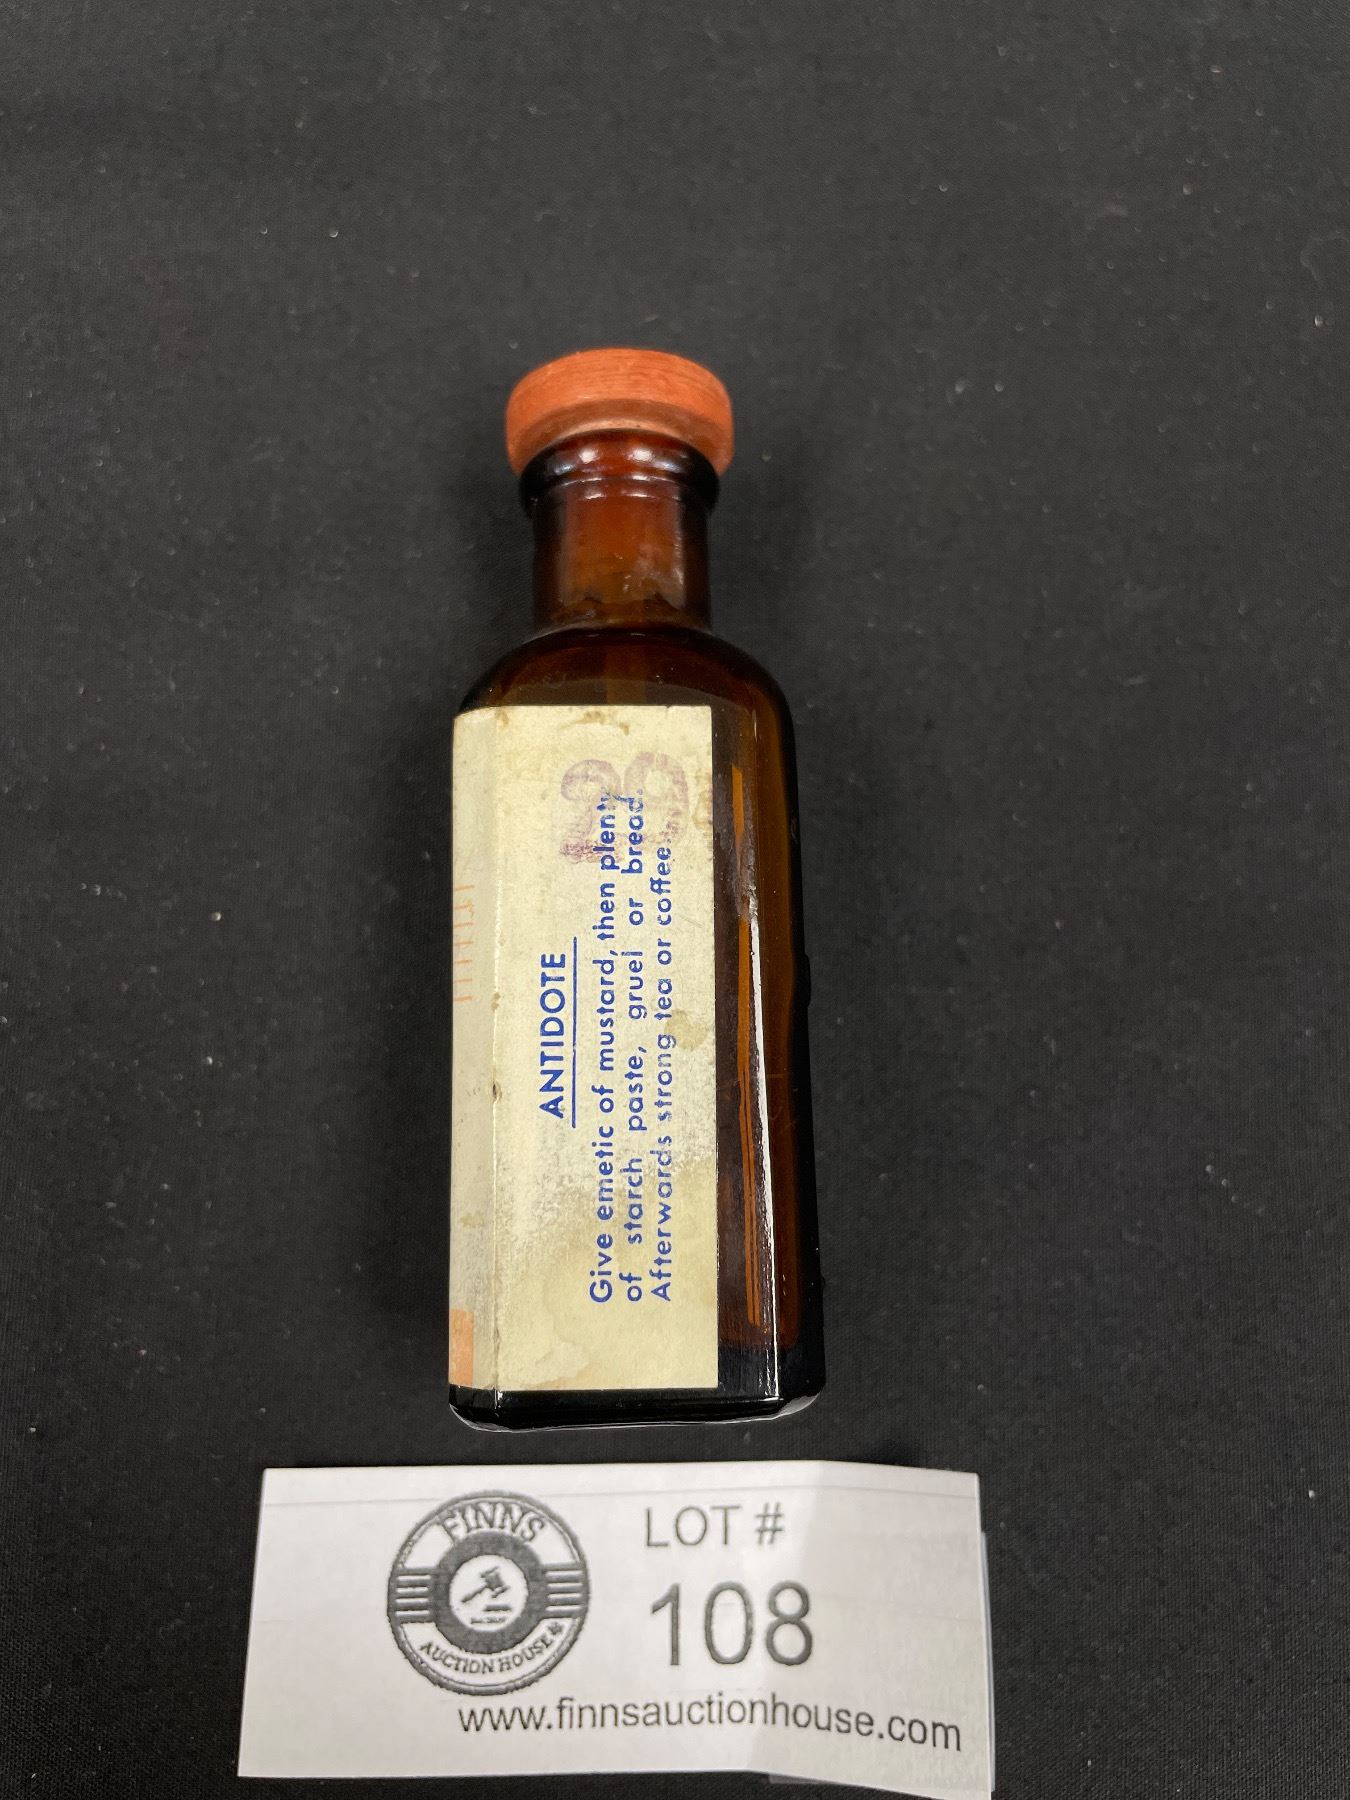 ANTIDOTE
Give emetic of mustard, then plenty
of starch paste, gruel or bread.
Afterwards strong tea or coffee.
39
FINNS
AUCTION HOUSE &
LOT #
108
www.finnsauctionhouse.com